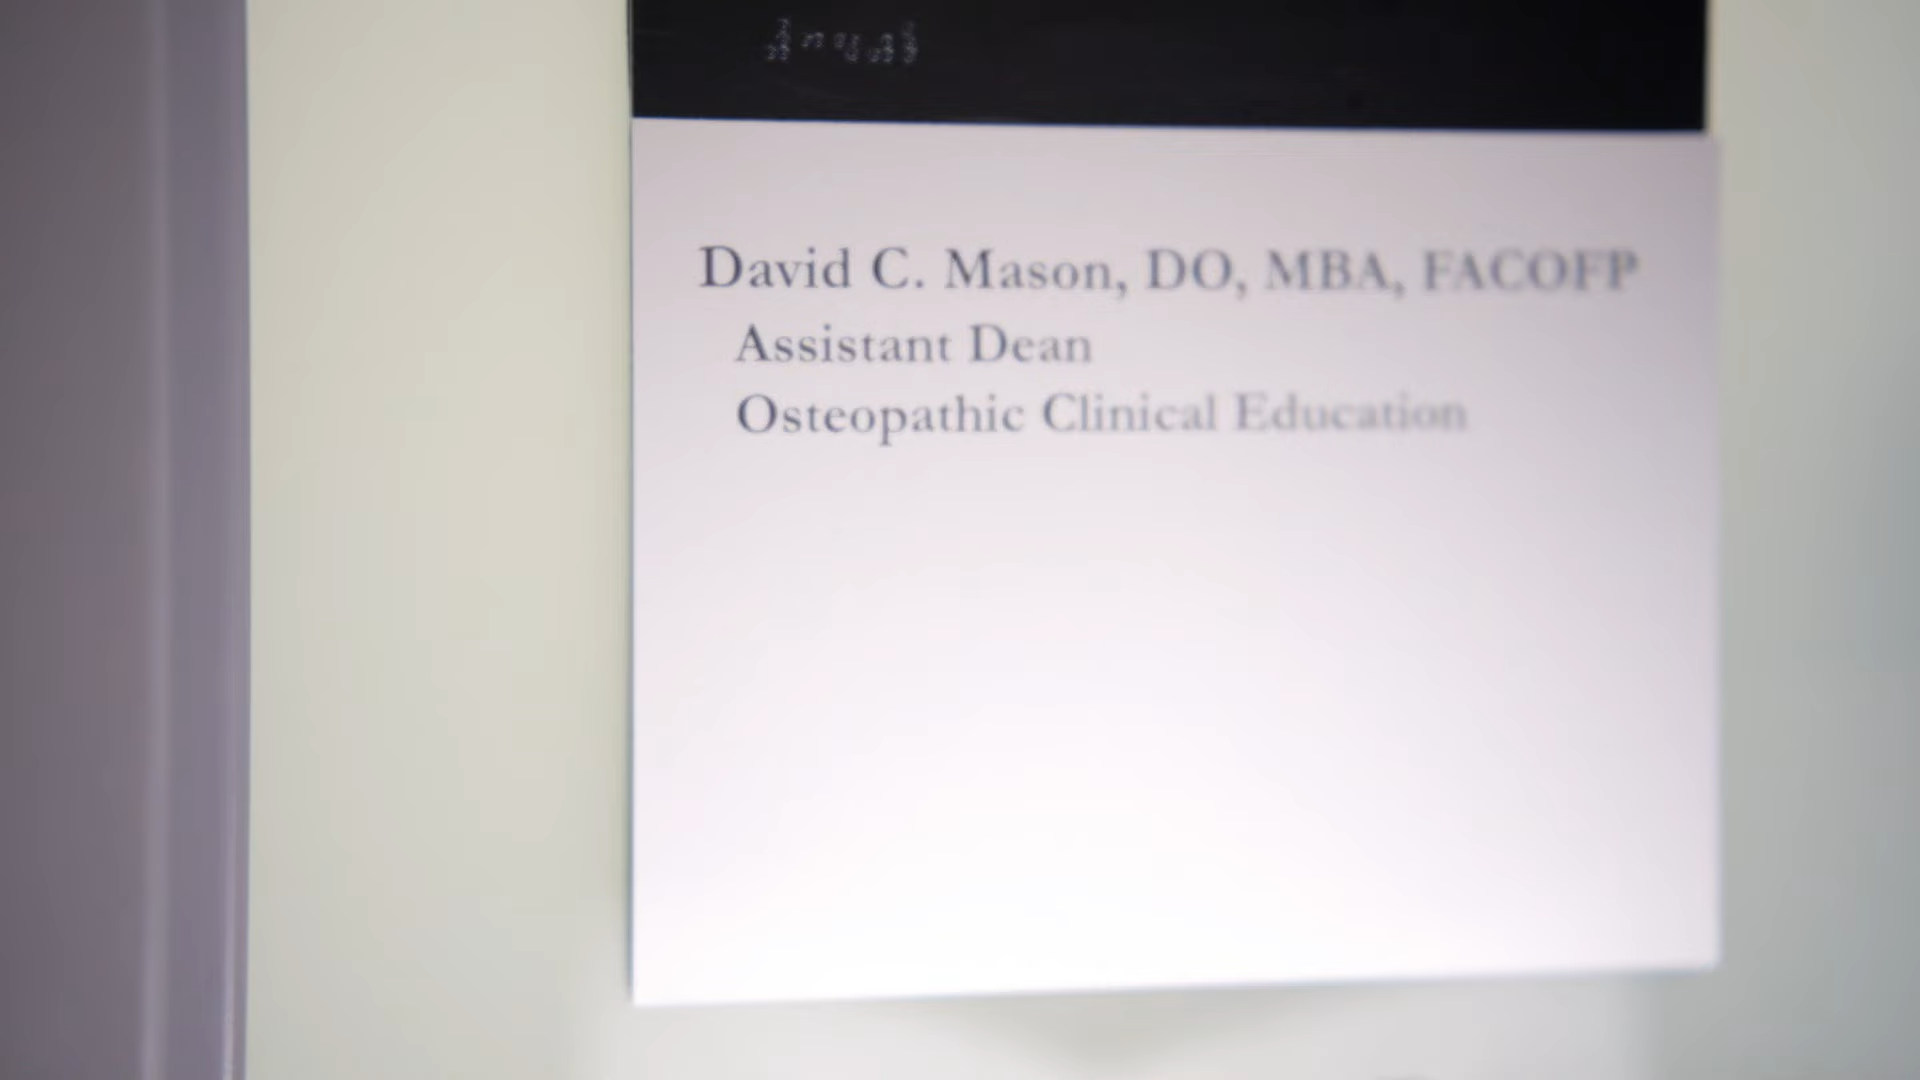 David C. Mason, DO, MBA, FACOFP
Assistant Dean
Osteopathic Clinical Education